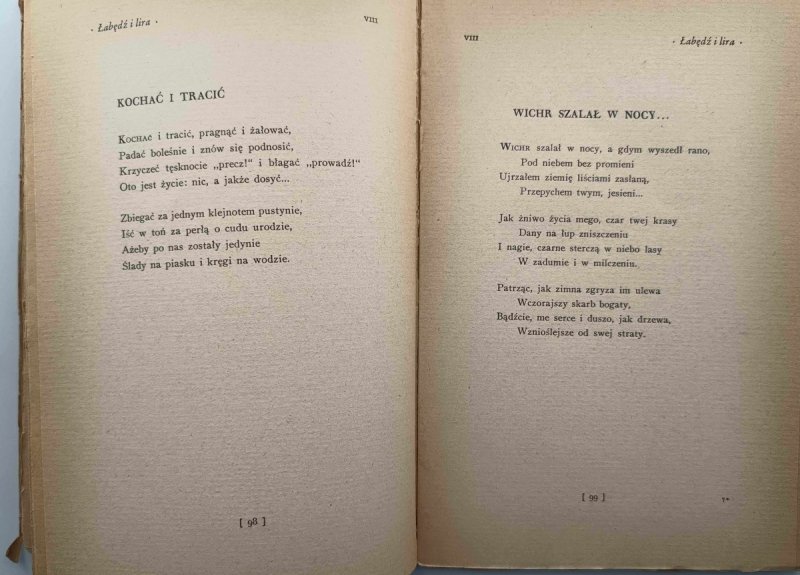 · Łabędź i lira ·
VIII
KOCHAĆ I TRACIĆ
KOCHAĆ i tracić, pragnąć i żałować,
Padać boleśnie i znów się podnosić,
Krzyczeć tęsknocie „precz!“ i błagać „prowadź!“
Oto jest życie: nic, a jakże dosyć...
Zbiegać za jednym klejnotem pustynie,
Iść w toń za perłą o cudu urodzie,
Ażeby po nas zostały jedynie
Ślady na piasku i kręgi na wodzie.
[ 98 ]
VIII
· Łabędź i lira ·
WICHR SZALAŁ W NOCY...
WICHR szalał w nocy, a gdym wyszedł rano,
Pod niebem bez promieni
Ujrzałem ziemię liściami zasłaną,
Przepychem twym, jesieni...
Jak żniwo życia mego, czar twej krasy
Dany na łup zniszczeniu
I nagie, czarne sterczą w niebo lasy
W zadumie i w milczeniu.
Patrząc, jak zimna zgryza im ulewa
Wczorajszy skarb bogaty,
Bądźcie, me serce i duszo, jak drzewa,
Wznioślejsze od swej straty.
[ 99 ]
7*